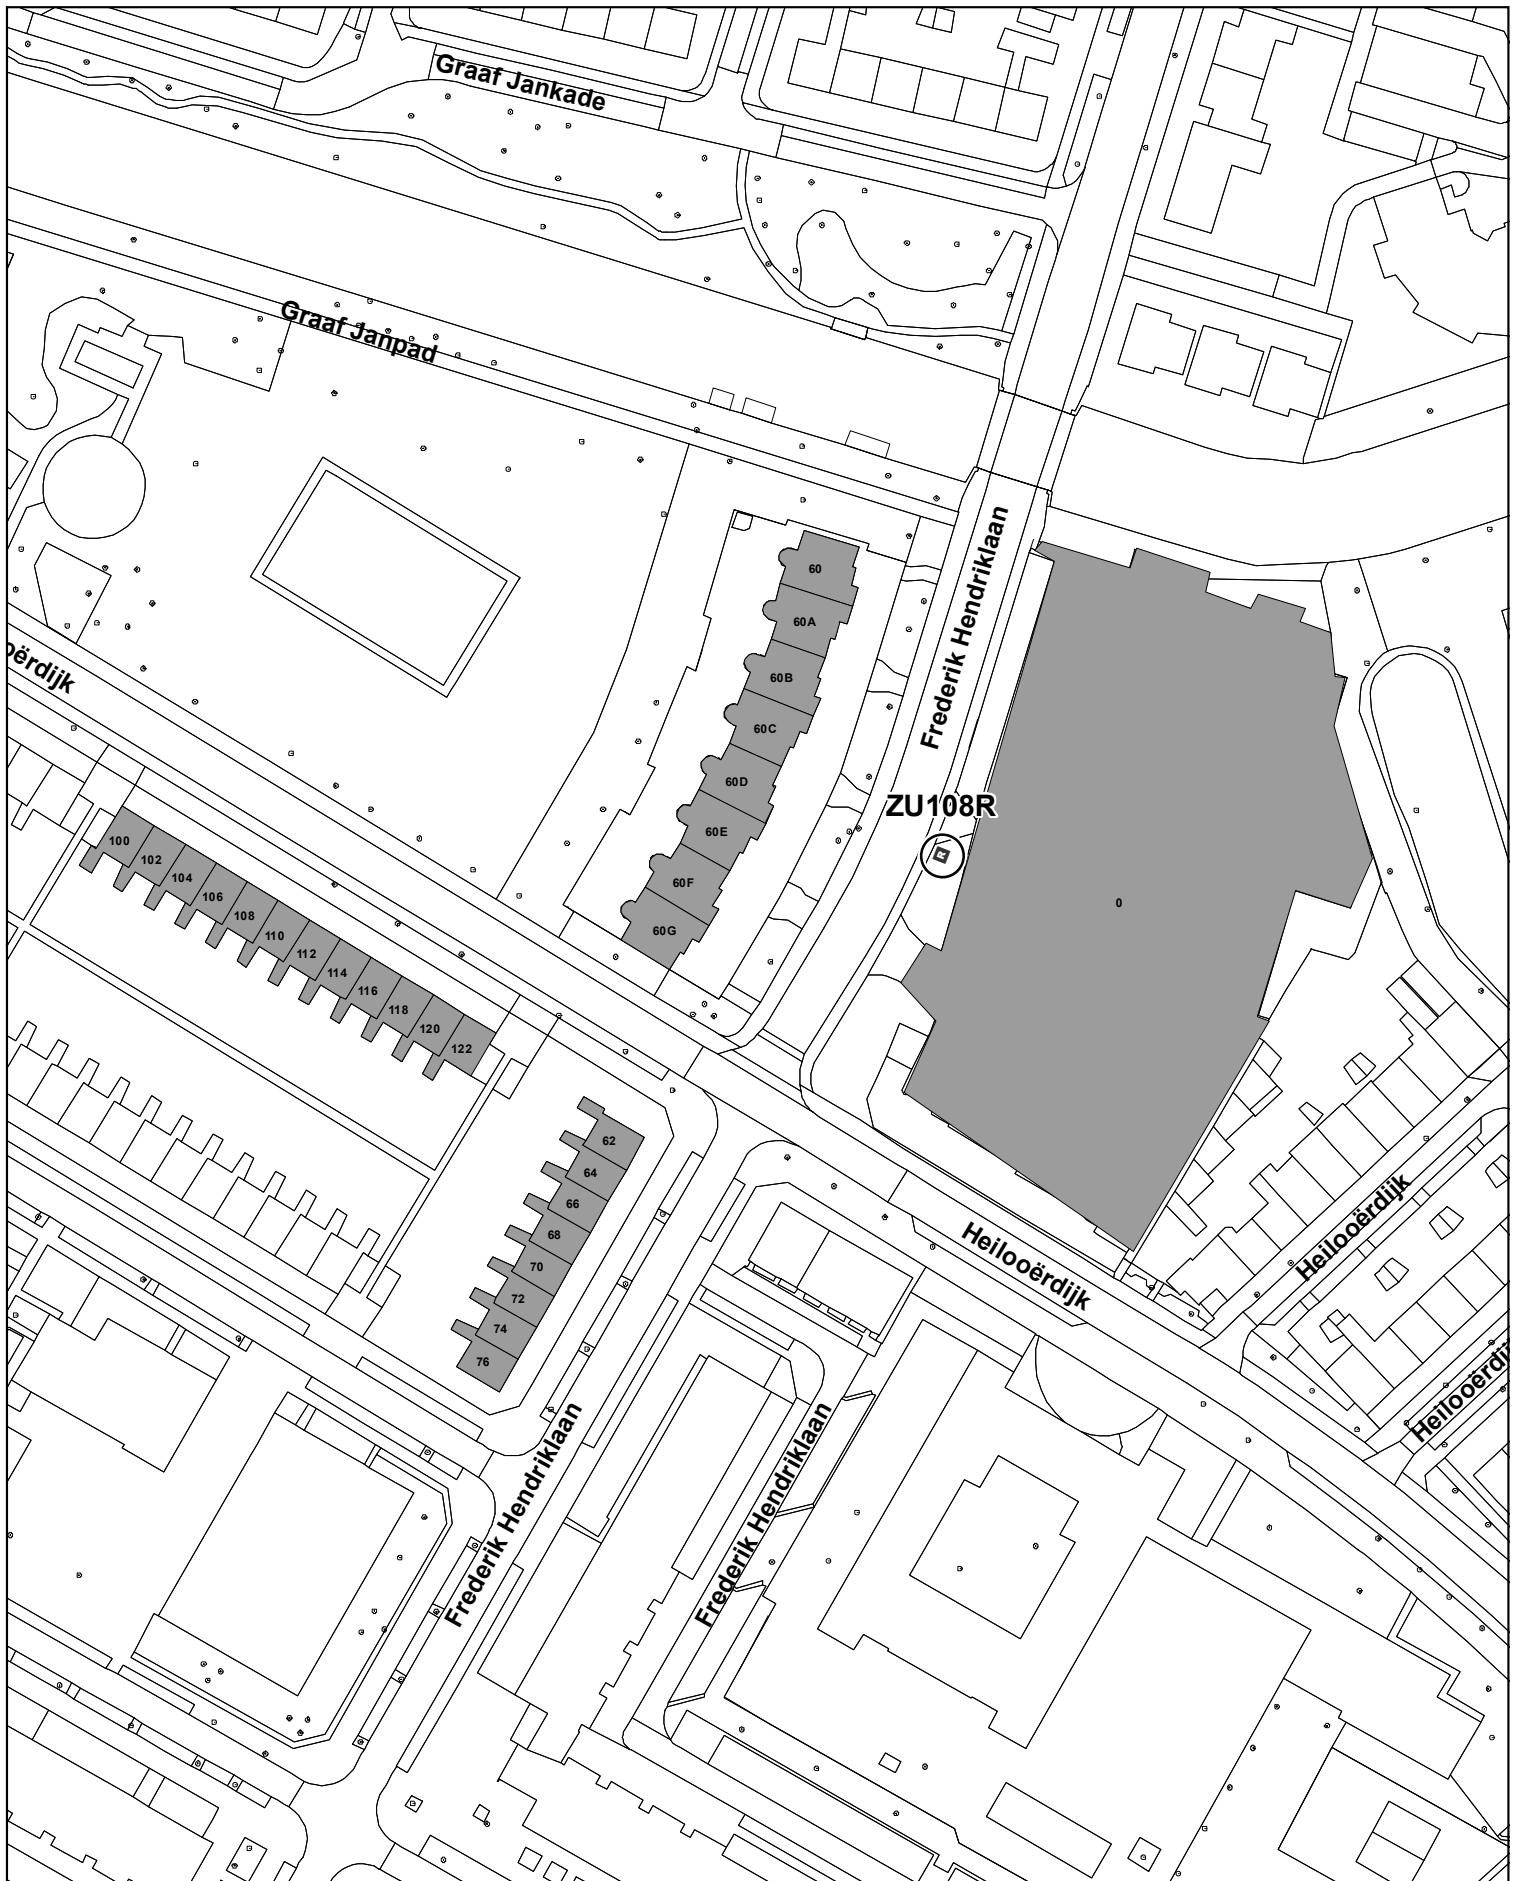 Graaf Jankade
Graaf Janpad
oërdijk
Frederik Hendriklaan
ZU108R
R
60
60A
60B
60C
60D
60E
60F
60G
0
100
102
104
106
108
110
112
114
116
118
120
122
62
64
66
68
70
72
74
76
Heilooërdijk
Heilooërdijk
Heilooërdij
Frederik Hendriklaan
Frederik Hendriklaan